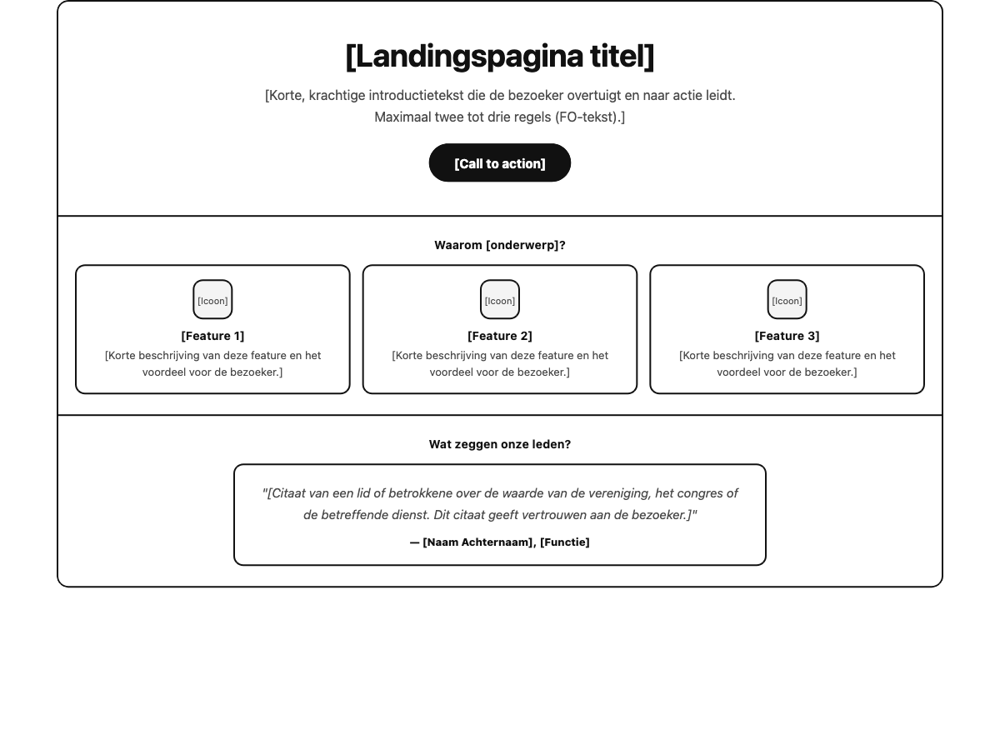 [Landingspagina titel]
[Korte, krachtige introductietekst die de bezoeker overtuigt en naar actie leidt.
Maximaal twee tot drie regels (FO-tekst).]
[Call to action]
Waarom [onderwerp]?
[Icoon]
[Feature 1]
[Korte beschrijving van deze feature en het
voordeel voor de bezoeker.]
[Icoon]
[Feature 2]
[Korte beschrijving van deze feature en het
voordeel voor de bezoeker.]
[Icoon]
[Feature 3]
[Korte beschrijving van deze feature en het
voordeel voor de bezoeker.]
Wat zeggen onze leden?
"[Citaat van een lid of betrokkene over de waarde van de vereniging, het congres of
de betreffende dienst. Dit citaat geeft vertrouwen aan de bezoeker.]"
— [Naam Achternaam], [Functie]